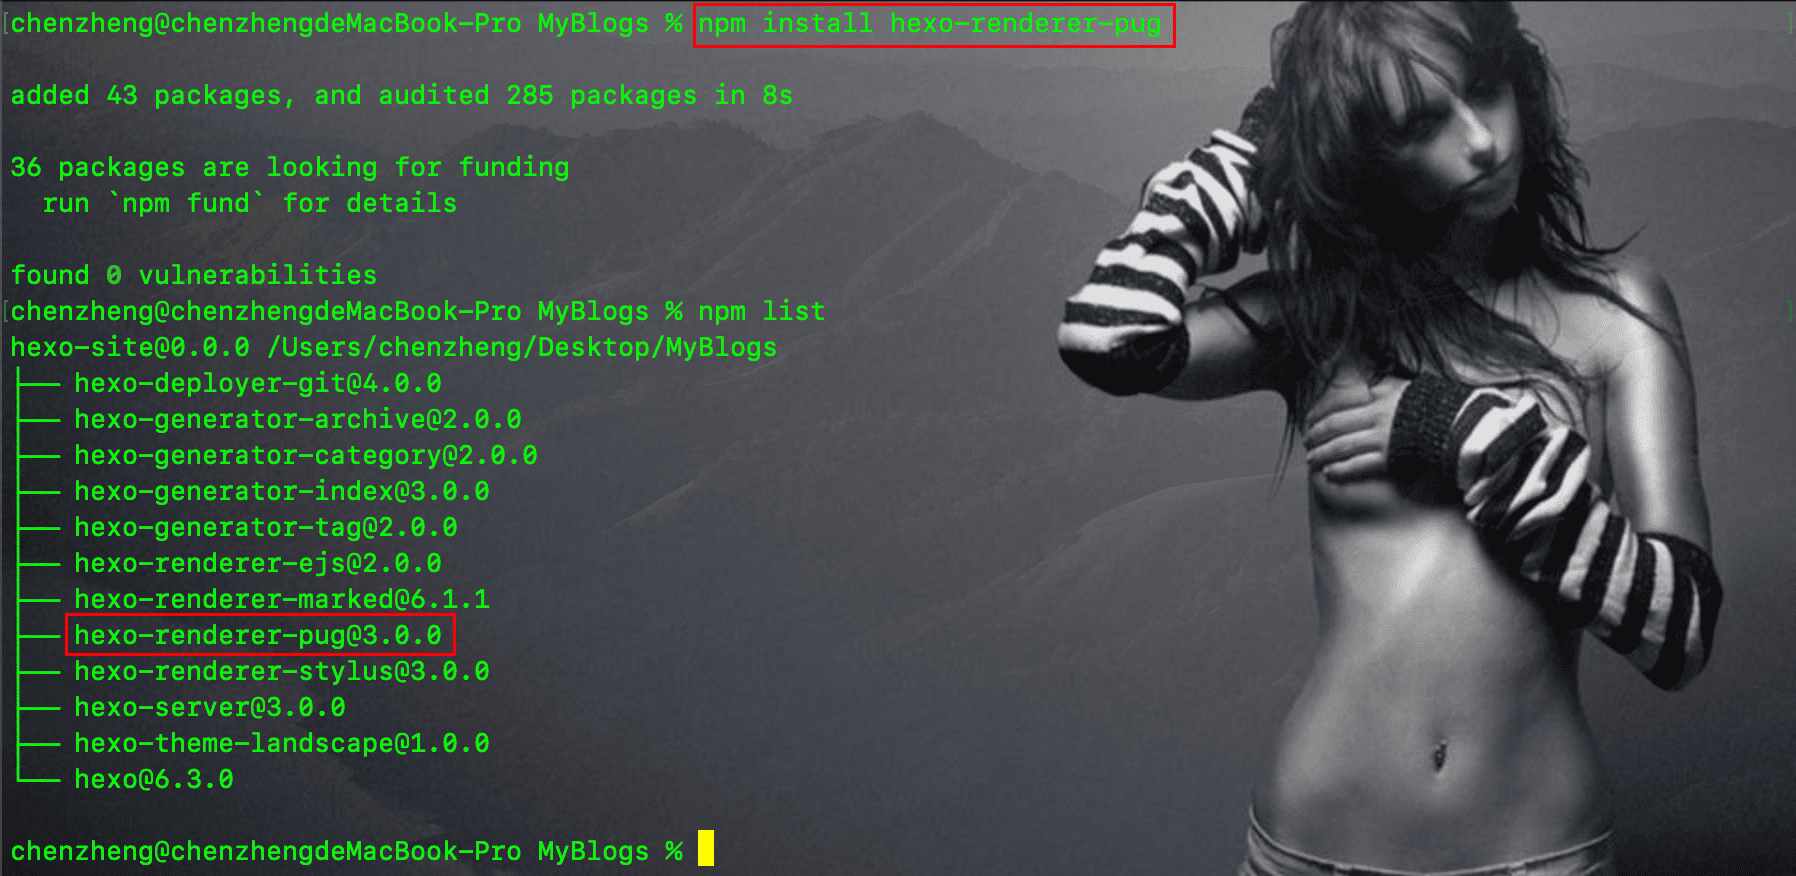 [chenzheng@chenzhengdeMacBook-Pro MyBlogs % npm install hexo-renderer-pug ]
added 43 packages, and audited 285 packages in 8s
36 packages are looking for funding
  run `npm fund` for details
found 0 vulnerabilities
[chenzheng@chenzhengdeMacBook-Pro MyBlogs % npm list ]
hexo-site@0.0.0 /Users/chenzheng/Desktop/MyBlogs
├── hexo-deployer-git@4.0.0
├── hexo-generator-archive@2.0.0
├── hexo-generator-category@2.0.0
├── hexo-generator-index@3.0.0
├── hexo-generator-tag@2.0.0
├── hexo-renderer-ejs@2.0.0
├── hexo-renderer-marked@6.1.1
├── hexo-renderer-pug@3.0.0
├── hexo-renderer-stylus@3.0.0
├── hexo-server@3.0.0
├── hexo-theme-landscape@1.0.0
└── hexo@6.3.0
chenzheng@chenzhengdeMacBook-Pro MyBlogs %